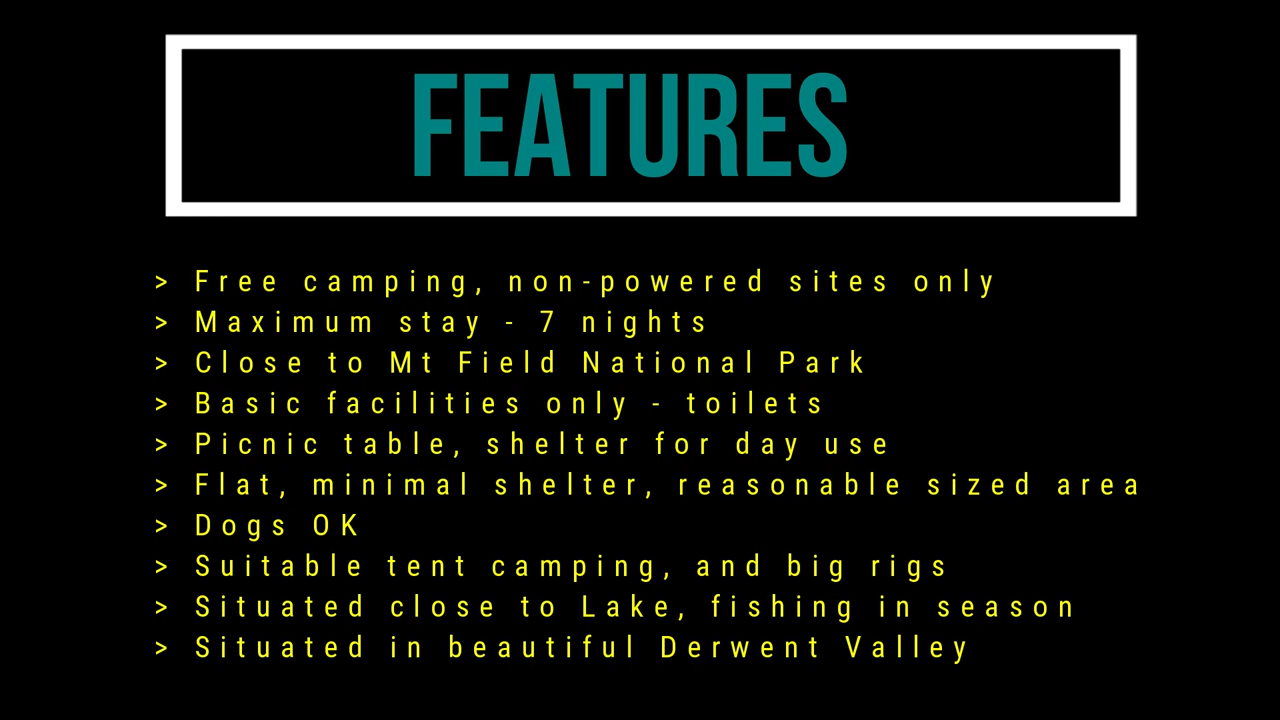 FEATURES
> Free camping, non-powered sites only
> Maximum stay - 7 nights
> Close to Mt Field National Park
> Basic facilities only - toilets
> Picnic table, shelter for day use
> Flat, minimal shelter, reasonable sized area
> Dogs OK
> Suitable tent camping, and big rigs
> Situated close to Lake, fishing in season
> Situated in beautiful Derwent Valley